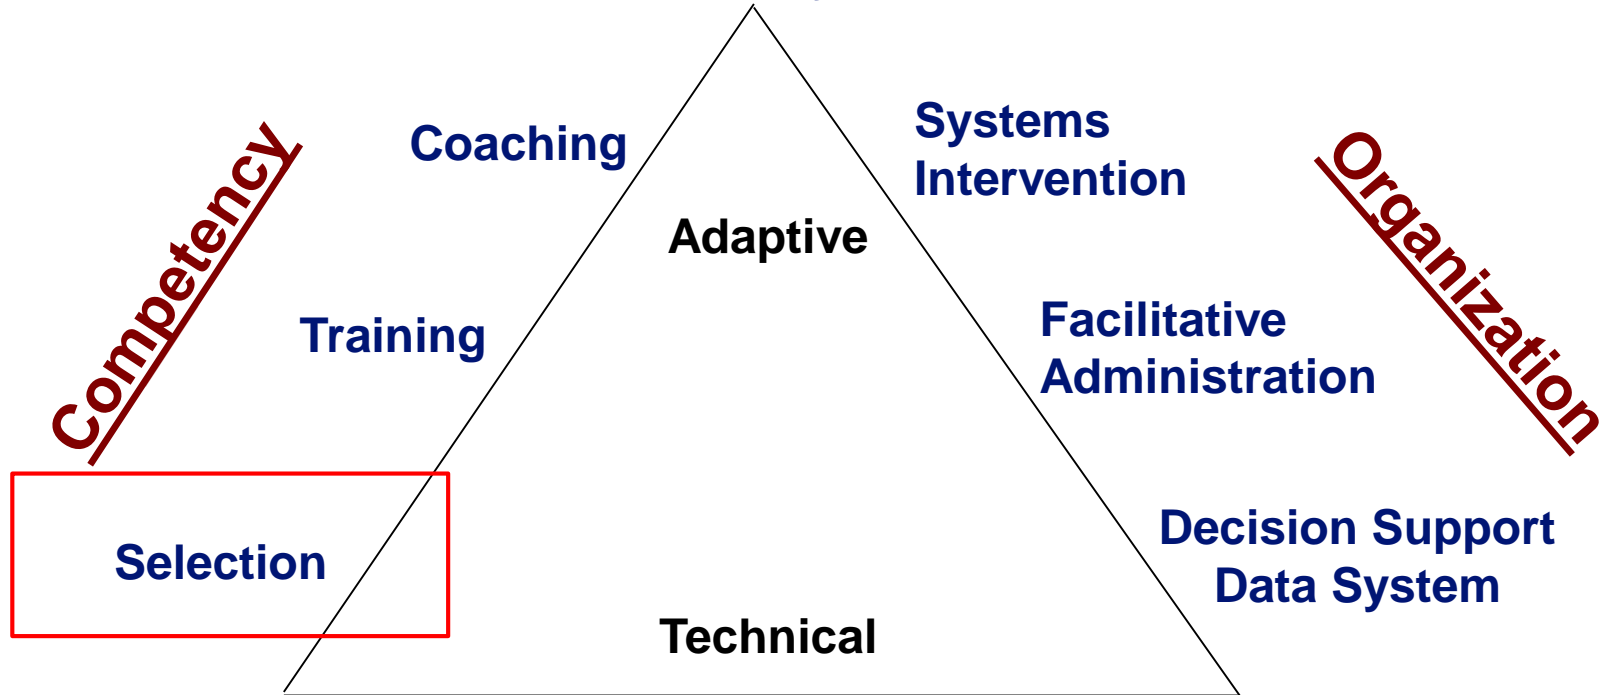 Coaching
Systems
Intervention
Competency
Organization
Adaptive
Training
Facilitative
Administration
Selection
Decision Support
Data System
Technical